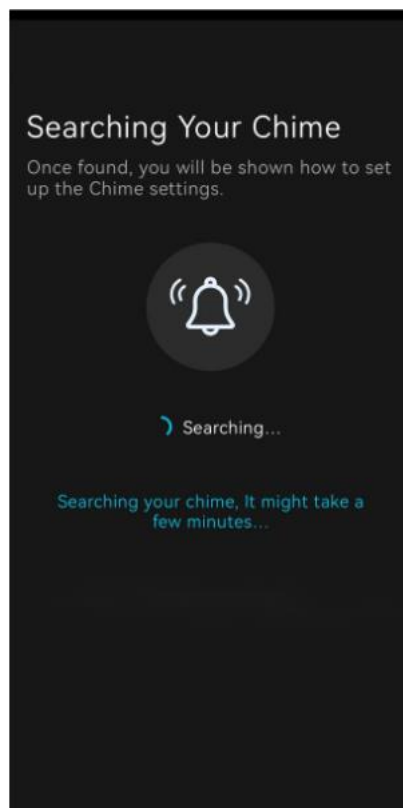 Searching Your Chime
Once found, you will be shown how to set
up the Chime settings.
Searching...
Searching your chime, It might take a
few minutes...